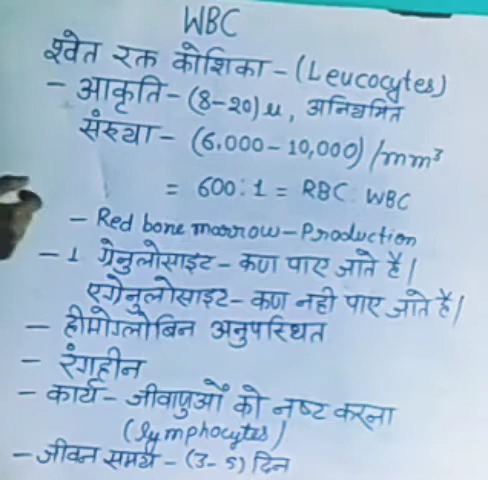 WBC
श्वेत रक्त कोशिका - (Leucocytes)
- आकृति - (8-20) u, अनियमित
संख्या - (6.000 - 10,000) /mm³
= 600:1 = RBC: WBC
- Red bone marrow - Production
- 1 ग्रेनुलोसाइट - कण पाए जाते है |
एग्रेनुलोसाइट - कण नही पाए जाते है |
- हीमोग्लोबिन अनुपस्थित
- रंगहीन
- कार्य - जीवाणुओं को नष्ट करना
(lymphocytes)
- जीवन समय - (3-5) दिन